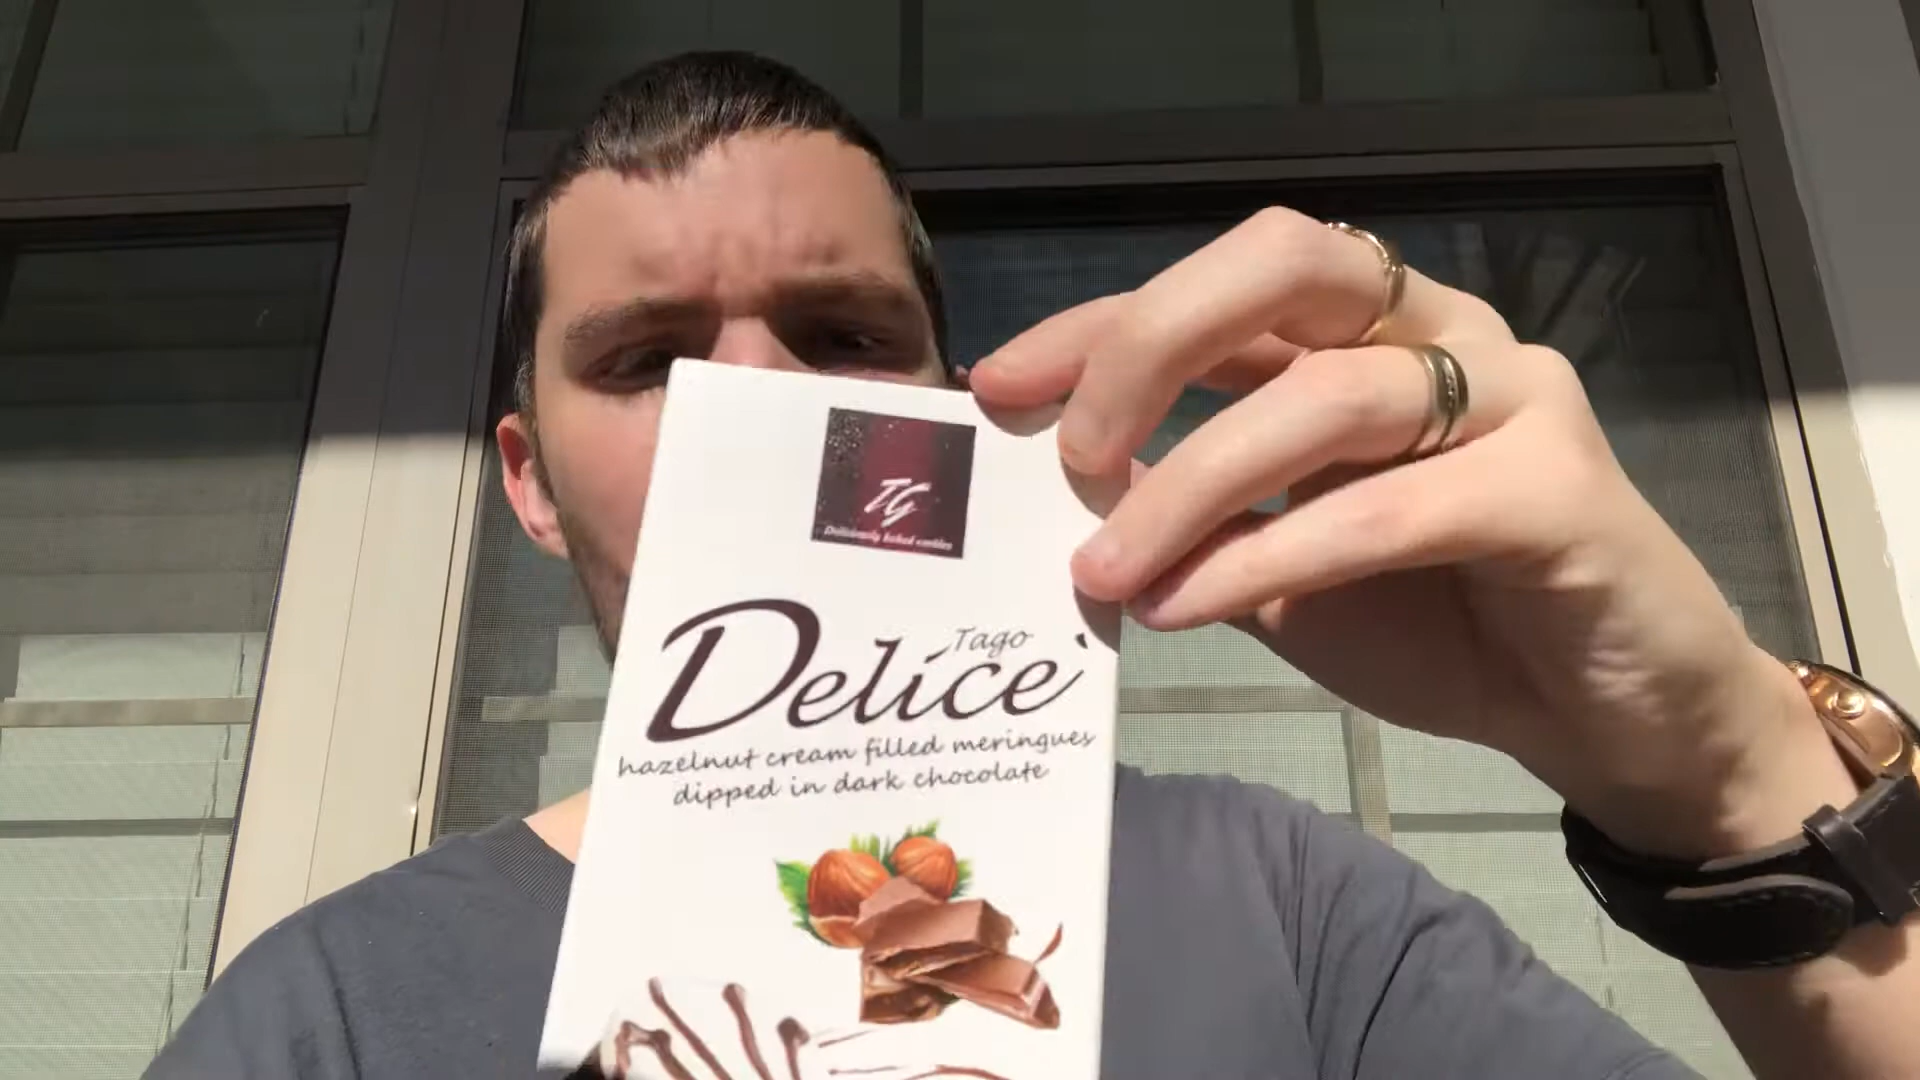 TG
Deliciously baked cookies
Tago
Delice
hazelnut cream filled meringues
dipped in dark chocolate